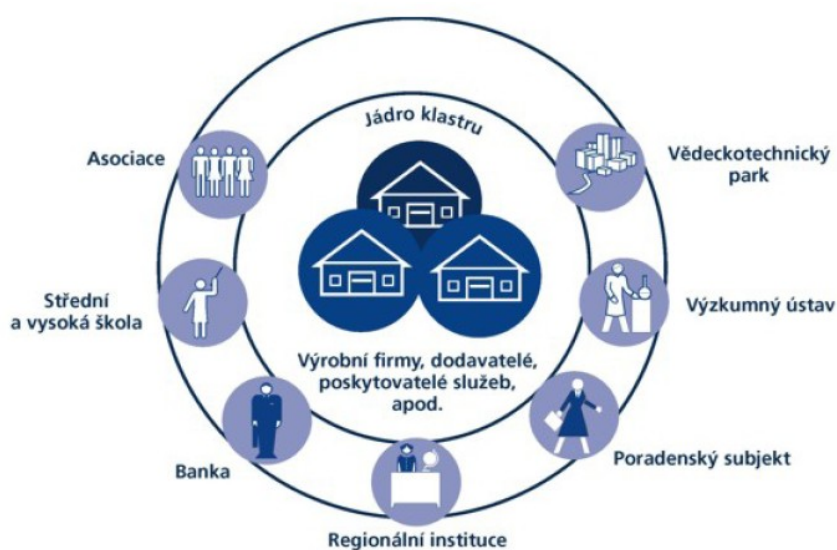 Jádro klastru
Asociace
Vědeckotechnický
park
Střední
a vysoká škola
Výzkumný ústav
Výrobní firmy, dodavatelé,
poskytovatelé služeb,
apod.
Banka
Poradenský subjekt
Regionální instituce